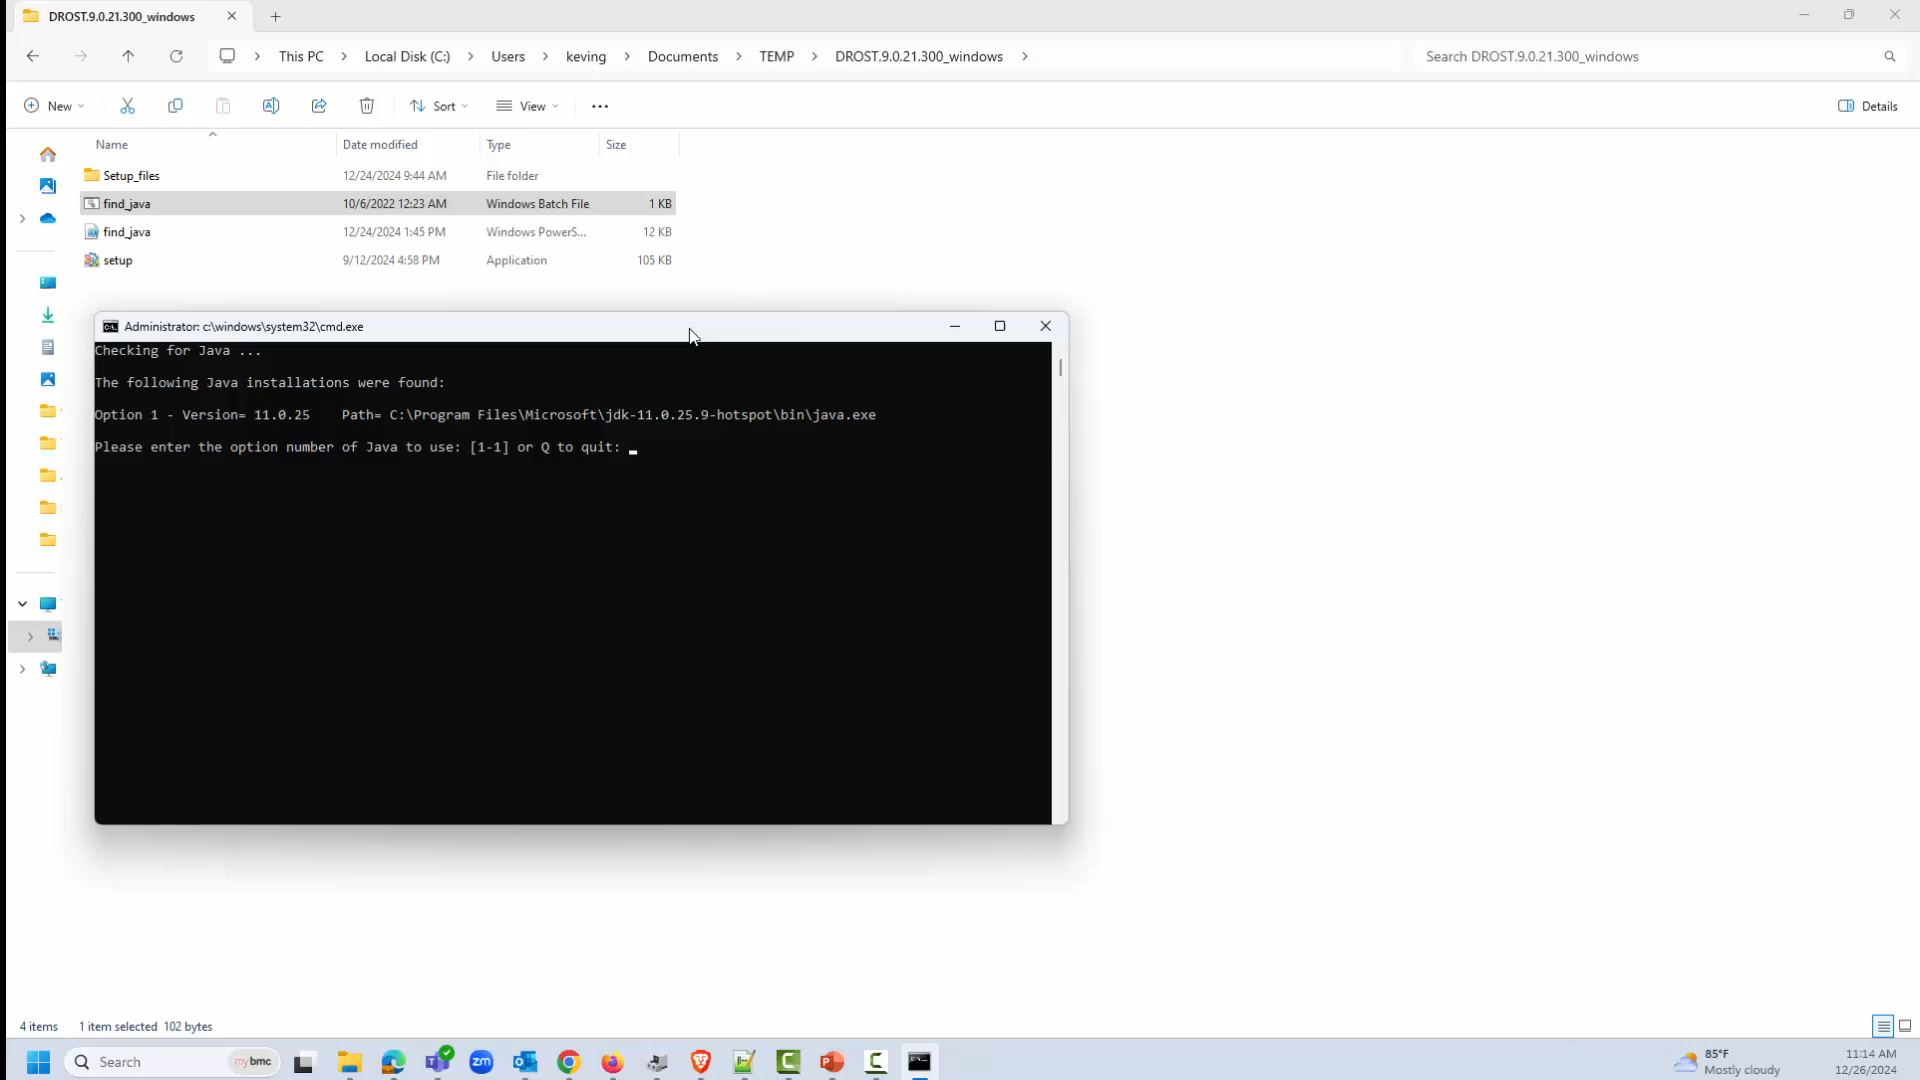 DROST.9.0.21.300_windows
This PC > Local Disk (C:) > Users > keving > Documents > TEMP > DROST.9.0.21.300_windows >
Search DROST.9.0.21.300_windows
New
Sort
View
Details
Name Date modified Type Size
Setup_files 12/24/2024 9:44 AM File folder
find_java 10/6/2022 12:23 AM Windows Batch File 1 KB
find_java 12/24/2024 1:45 PM Windows PowerS... 12 KB
setup 9/12/2024 4:58 PM Application 105 KB
Administrator: c:\windows\system32\cmd.exe
Checking for Java ...
The following Java installations were found:
Option 1 - Version= 11.0.25 Path= C:\Program Files\Microsoft\jdk-11.0.25.9-hotspot\bin\java.exe
Please enter the option number of Java to use: [1-1] or Q to quit:
4 items 1 item selected 102 bytes
Search
mybmc
zm
85°F
Mostly cloudy
11:14 AM
12/26/2024